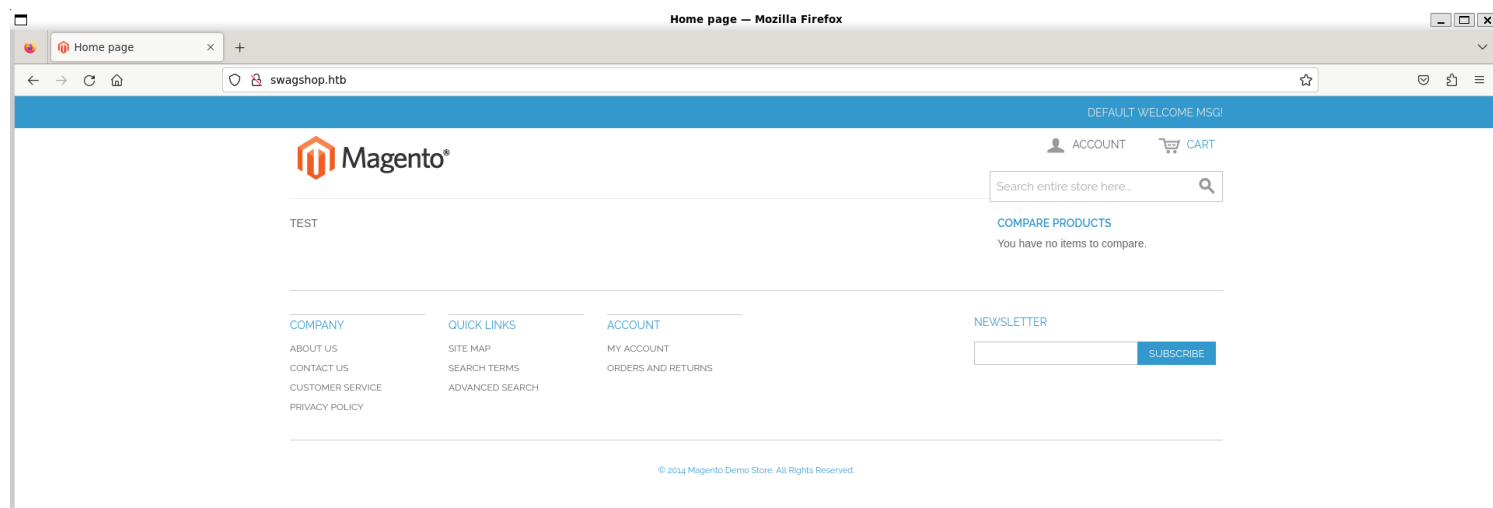 Home page — Mozilla Firefox
Home page
swagshop.htb
DEFAULT WELCOME MSG!
Magento®
ACCOUNT CART
Search entire store here...
TEST
COMPARE PRODUCTS
You have no items to compare.
COMPANY
ABOUT US
CONTACT US
CUSTOMER SERVICE
PRIVACY POLICY
QUICK LINKS
SITE MAP
SEARCH TERMS
ADVANCED SEARCH
ACCOUNT
MY ACCOUNT
ORDERS AND RETURNS
NEWSLETTER
SUBSCRIBE
© 2014 Magento Demo Store. All Rights Reserved.